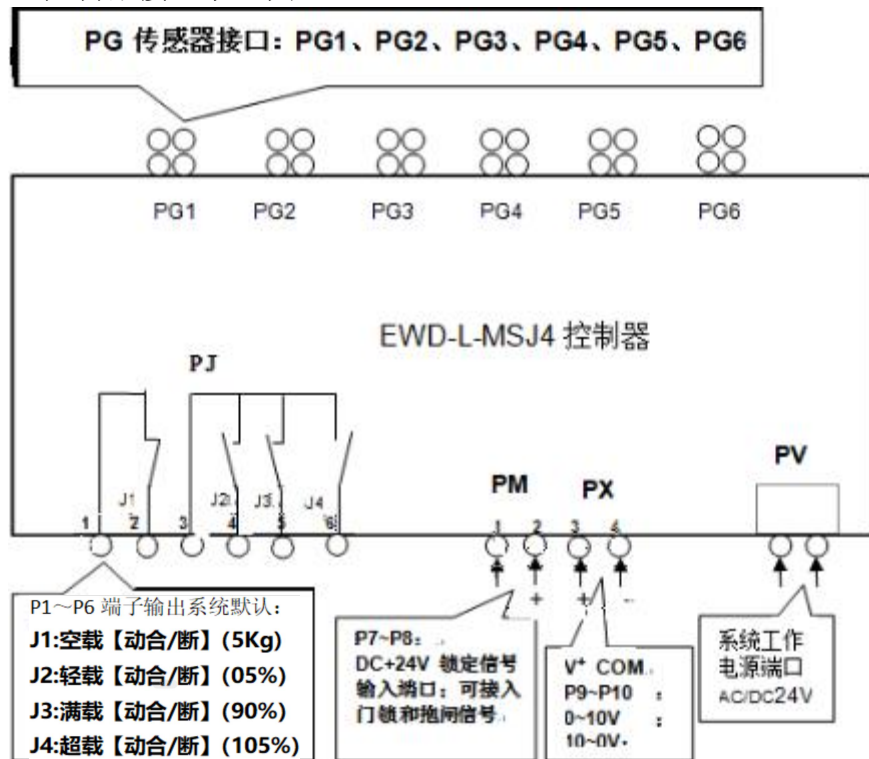 PG 传感器接口：PG1、PG2、PG3、PG4、PG5、PG6
PG1 PG2 PG3 PG4 PG5 PG6
EWD-L-MSJ4 控制器
PJ
J1 J2 J3 J4
1 2 3 4 5 6
PM PX PV
1 2 3 4
+ + -
P1～P6 端子输出系统默认：
J1:空载【动合/断】(5Kg)
J2:轻载【动合/断】(05%)
J3:满载【动合/断】(90%)
J4:超载【动合/断】(105%)
P7~P8：
DC+24V 锁定信号
输入端口；可接入
门锁和抱闸信号
V⁺ COM
P9~P10 ：
0~10V ：
10~0V
系统工作
电源端口
AC/DC24V